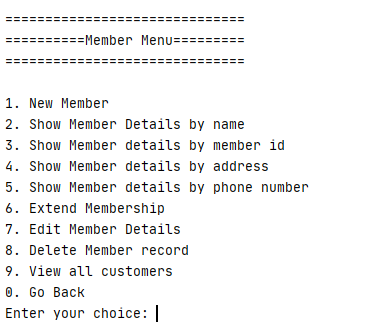 ==============================
==========Member Menu=========
==============================
1. New Member
2. Show Member Details by name
3. Show Member details by member id
4. Show Member details by address
5. Show Member details by phone number
6. Extend Membership
7. Edit Member Details
8. Delete Member record
9. View all customers
0. Go Back
Enter your choice: